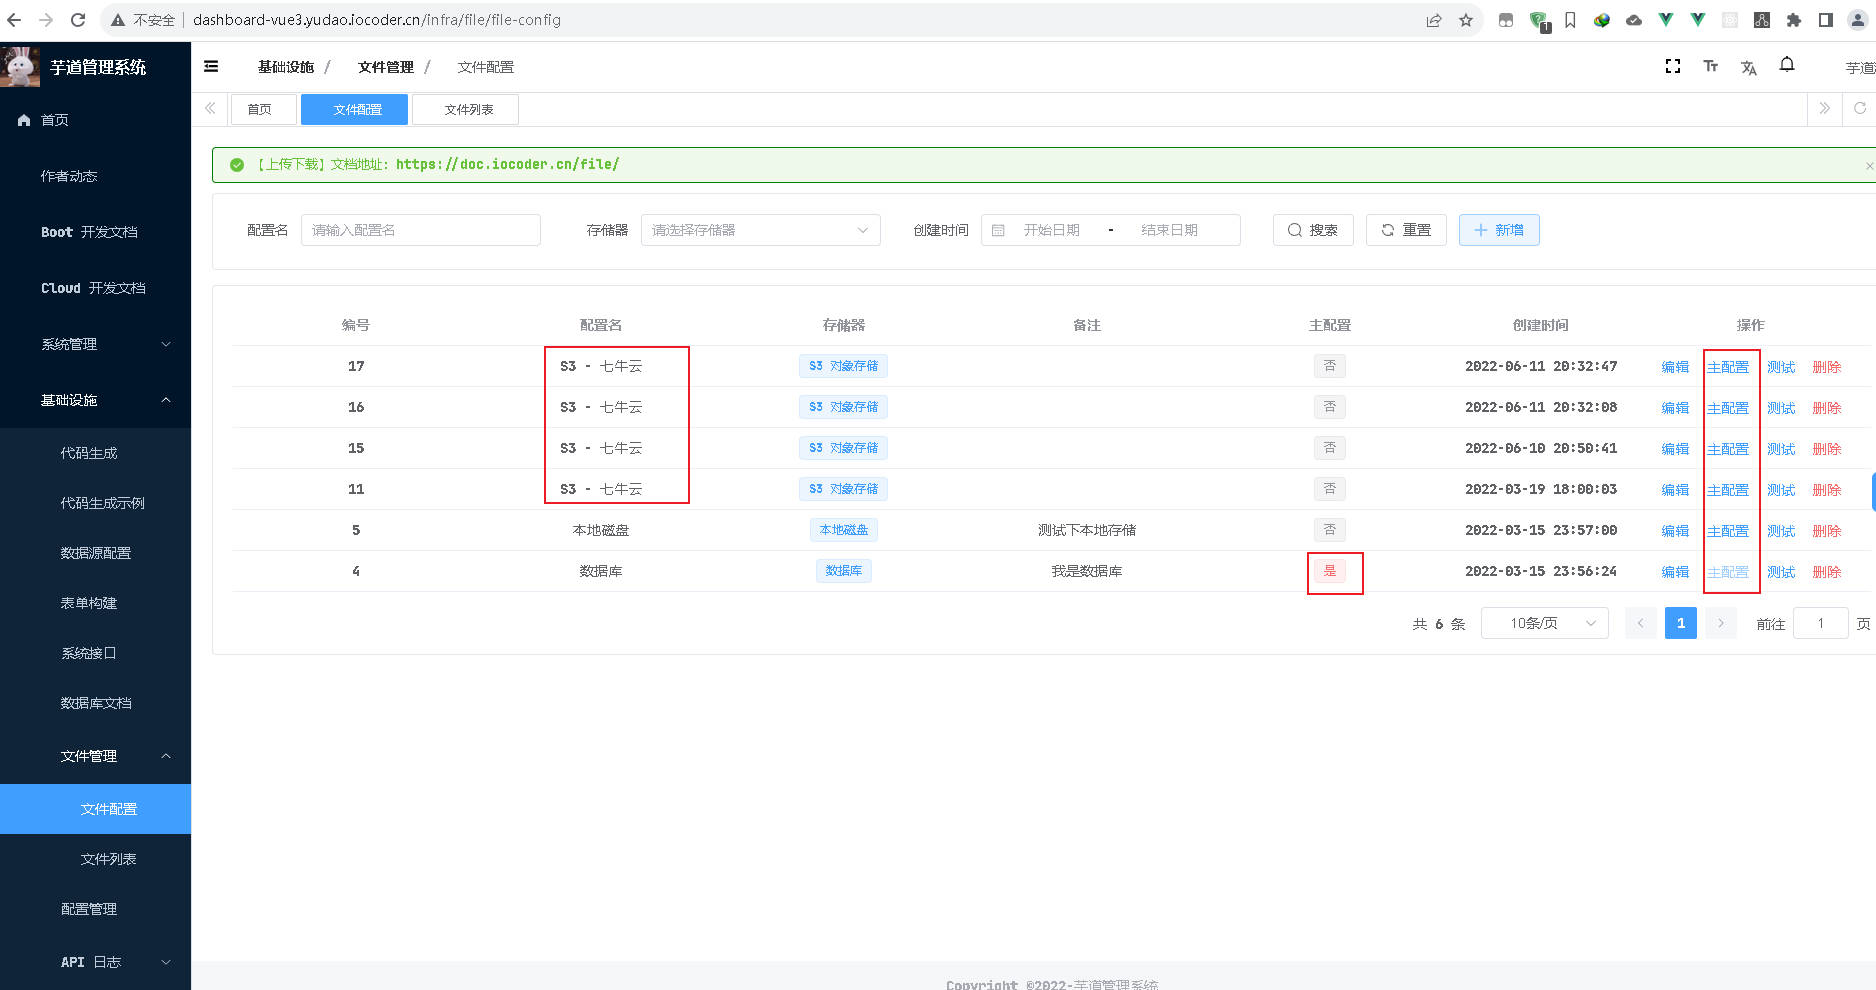 不安全 dashboard-vue3.yudao.iocoder.cn/infra/file/file-config
1
芋道管理系统
基础设施 / 文件管理 / 文件配置
芋道
首页
文件配置
文件列表
首页
作者动态
Boot 开发文档
Cloud 开发文档
系统管理
基础设施
代码生成
代码生成示例
数据源配置
表单构建
系统接口
数据库文档
文件管理
文件配置
文件列表
配置管理
API 日志
【上传下载】文档地址: https://doc.iocoder.cn/file/
配置名 请输入配置名 存储器 请选择存储器 创建时间 开始日期 - 结束日期 搜索 重置 新增
编号 配置名 存储器 备注 主配置 创建时间 操作
17 S3 - 七牛云 S3 对象存储 否 2022-06-11 20:32:47 编辑 主配置 测试 删除
16 S3 - 七牛云 S3 对象存储 否 2022-06-11 20:32:08 编辑 主配置 测试 删除
15 S3 - 七牛云 S3 对象存储 否 2022-06-10 20:50:41 编辑 主配置 测试 删除
11 S3 - 七牛云 S3 对象存储 否 2022-03-19 18:00:03 编辑 主配置 测试 删除
5 本地磁盘 本地磁盘 测试下本地存储 否 2022-03-15 23:57:00 编辑 主配置 测试 删除
4 数据库 数据库 我是数据库 是 2022-03-15 23:56:24 编辑 主配置 测试 删除
共 6 条 10条/页 1 前往 1 页
Copyright ©2022-芋道管理系统